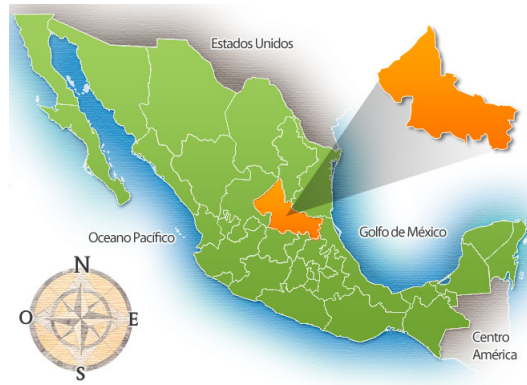 Estados Unidos
Oceano Pacífico
Golfo de México
N
O
E
S
Centro
América